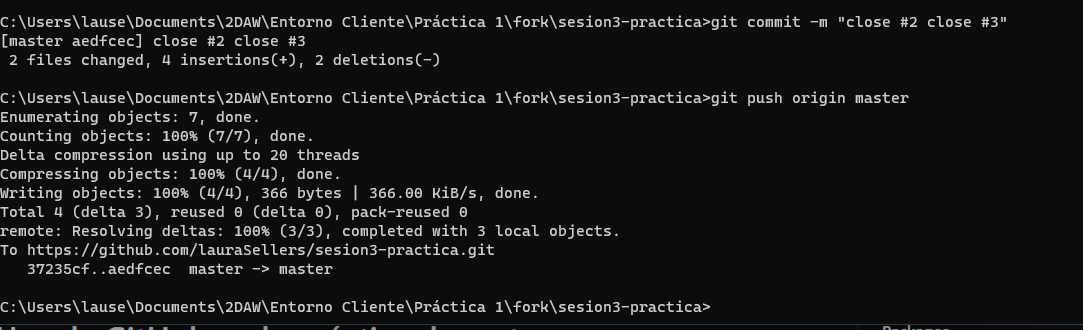 C:\Users\lause\Documents\2DAW\Entorno Cliente\Práctica 1\fork\sesion3-practica>git commit -m "close #2 close #3"
[master aedfcec] close #2 close #3
 2 files changed, 4 insertions(+), 2 deletions(-)
C:\Users\lause\Documents\2DAW\Entorno Cliente\Práctica 1\fork\sesion3-practica>git push origin master
Enumerating objects: 7, done.
Counting objects: 100% (7/7), done.
Delta compression using up to 20 threads
Compressing objects: 100% (4/4), done.
Writing objects: 100% (4/4), 366 bytes | 366.00 KiB/s, done.
Total 4 (delta 3), reused 0 (delta 0), pack-reused 0
remote: Resolving deltas: 100% (3/3), completed with 3 local objects.
To https://github.com/lauraSellers/sesion3-practica.git
   37235cf..aedfcec  master -> master
C:\Users\lause\Documents\2DAW\Entorno Cliente\Práctica 1\fork\sesion3-practica>